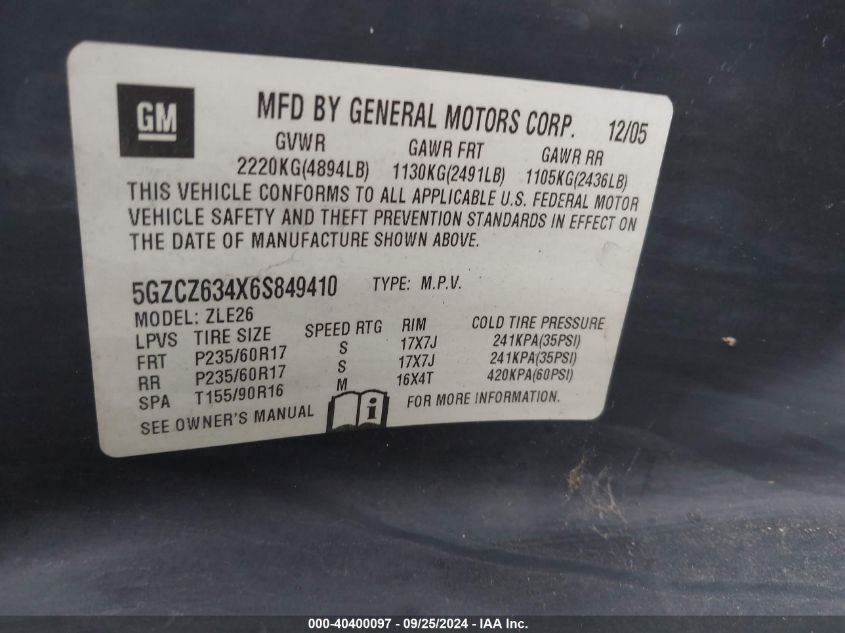 GM
MFD BY GENERAL MOTORS CORP. 12/05
GVWR GAWR FRT GAWR RR
2220KG(4894LB) 1130KG(2491LB) 1105KG(2436LB)
THIS VEHICLE CONFORMS TO ALL APPLICABLE U.S. FEDERAL MOTOR
VEHICLE SAFETY AND THEFT PREVENTION STANDARDS IN EFFECT ON
THE DATE OF MANUFACTURE SHOWN ABOVE.
5GZCZ634X6S849410 TYPE: M.P.V.
MODEL: ZLE26
LPVS TIRE SIZE SPEED RTG RIM COLD TIRE PRESSURE
FRT P235/60R17 S 17X7J 241KPA(35PSI)
RR P235/60R17 S 17X7J 241KPA(35PSI)
SPA T155/90R16 M 16X4T 420KPA(60PSI)
SEE OWNER'S MANUAL i FOR MORE INFORMATION.
000-40400097 - 09/25/2024 - IAA Inc.